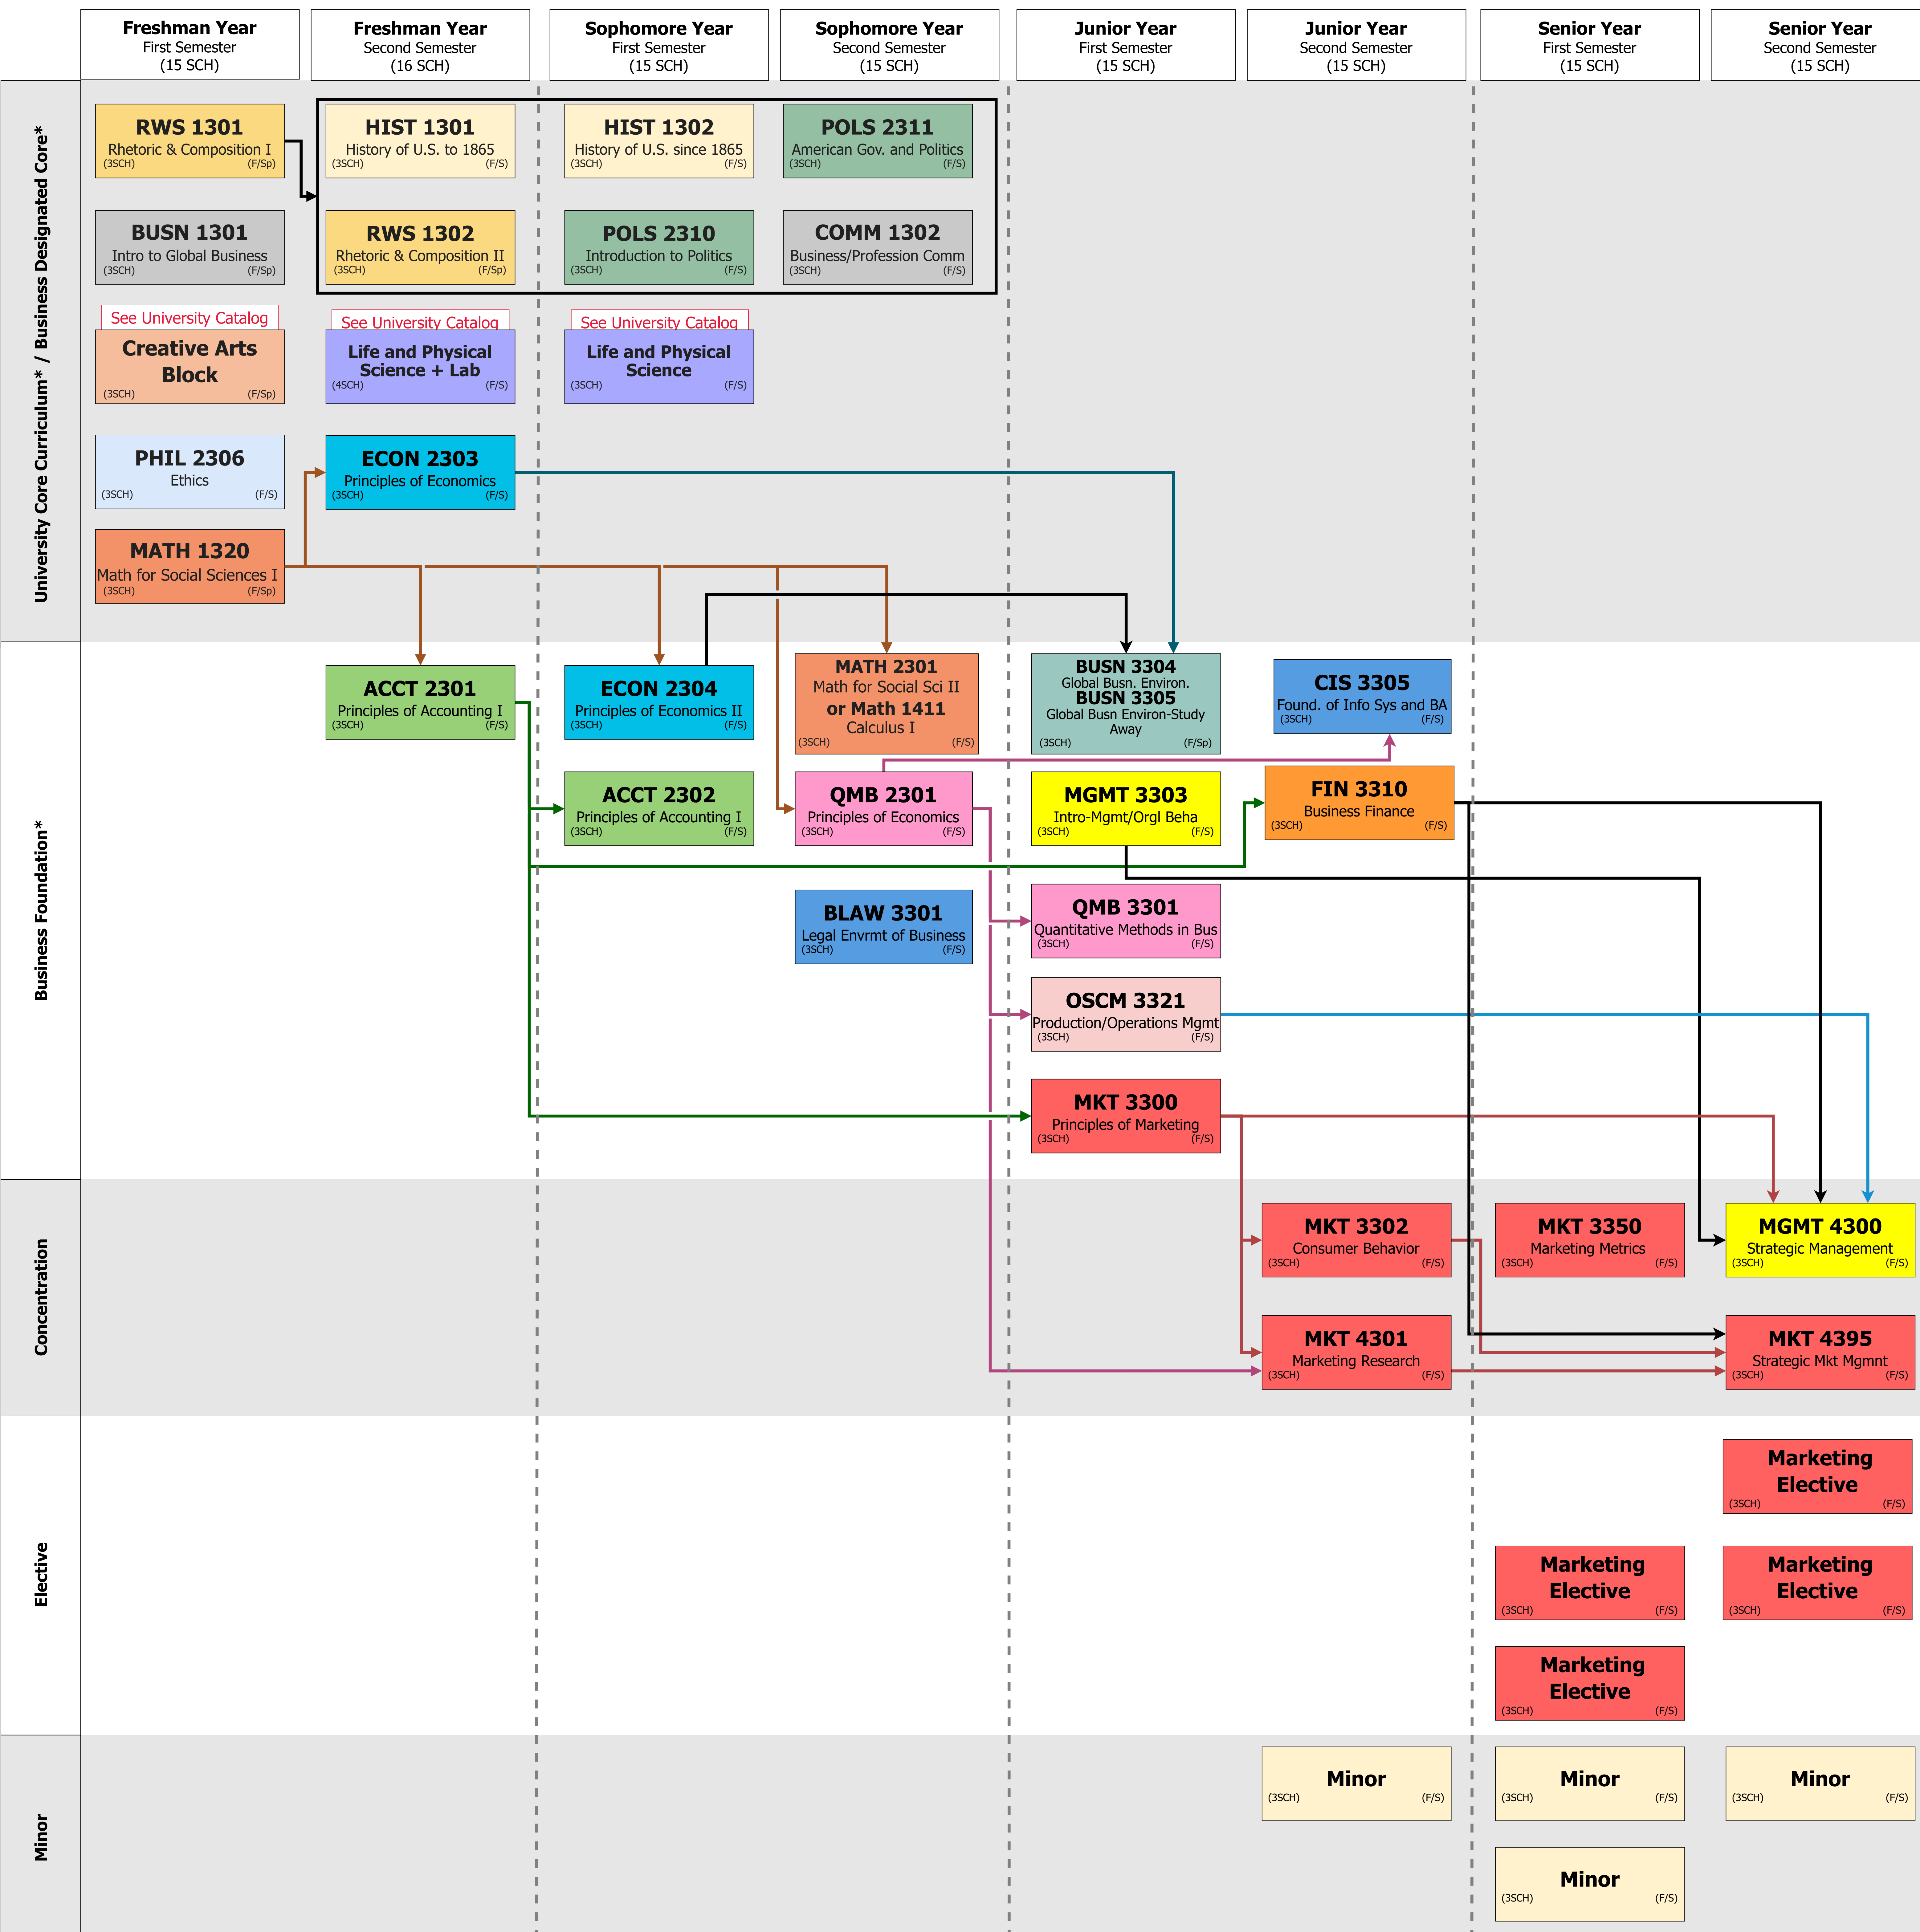 Freshman Year
First Semester
(15 SCH)
Freshman Year
Second Semester
(16 SCH)
Sophomore Year
First Semester
(15 SCH)
Sophomore Year
Second Semester
(15 SCH)
Junior Year
First Semester
(15 SCH)
Junior Year
Second Semester
(15 SCH)
Senior Year
First Semester
(15 SCH)
Senior Year
Second Semester
(15 SCH)
University Core Curriculum* / Business Designated Core*
RWS 1301
Rhetoric & Composition I
(3SCH) (F/Sp)
HIST 1301
History of U.S. to 1865
(3SCH) (F/S)
HIST 1302
History of U.S. since 1865
(3SCH) (F/S)
POLS 2311
American Gov. and Politics
(3SCH) (F/S)
BUSN 1301
Intro to Global Business
(3SCH) (F/Sp)
RWS 1302
Rhetoric & Composition II
(3SCH) (F/Sp)
POLS 2310
Introduction to Politics
(3SCH) (F/S)
COMM 1302
Business/Profession Comm
(3SCH) (F/S)
See University Catalog
Creative Arts
Block
(3SCH) (F/Sp)
See University Catalog
Life and Physical
Science + Lab
(4SCH) (F/S)
See University Catalog
Life and Physical
Science
(3SCH) (F/S)
PHIL 2306
Ethics
(3SCH) (F/S)
ECON 2303
Principles of Economics
(3SCH) (F/S)
MATH 1320
Math for Social Sciences I
(3SCH) (F/Sp)
Business Foundation*
ACCT 2301
Principles of Accounting I
(3SCH) (F/S)
ECON 2304
Principles of Economics II
(3SCH) (F/S)
MATH 2301
Math for Social Sci II
or Math 1411
Calculus I
(3SCH) (F/S)
BUSN 3304
Global Busn. Environ.
BUSN 3305
Global Busn Environ-Study
Away
(3SCH) (F/Sp)
CIS 3305
Found. of Info Sys and BA
(3SCH) (F/S)
ACCT 2302
Principles of Accounting I
(3SCH) (F/S)
QMB 2301
Principles of Economics
(3SCH) (F/S)
MGMT 3303
Intro-Mgmt/Orgl Beha
(3SCH) (F/S)
FIN 3310
Business Finance
(3SCH) (F/S)
BLAW 3301
Legal Envrmt of Business
(3SCH) (F/S)
QMB 3301
Quantitative Methods in Bus
(3SCH) (F/S)
OSCM 3321
Production/Operations Mgmt
(3SCH) (F/S)
MKT 3300
Principles of Marketing
(3SCH) (F/S)
Concentration
MKT 3302
Consumer Behavior
(3SCH) (F/S)
MKT 3350
Marketing Metrics
(3SCH) (F/S)
MGMT 4300
Strategic Management
(3SCH) (F/S)
MKT 4301
Marketing Research
(3SCH) (F/S)
MKT 4395
Strategic Mkt Mgmnt
(3SCH) (F/S)
Elective
Marketing
Elective
(3SCH) (F/S)
Marketing
Elective
(3SCH) (F/S)
Marketing
Elective
(3SCH) (F/S)
Marketing
Elective
(3SCH) (F/S)
Minor
Minor
(3SCH) (F/S)
Minor
(3SCH) (F/S)
Minor
(3SCH) (F/S)
Minor
(3SCH) (F/S)